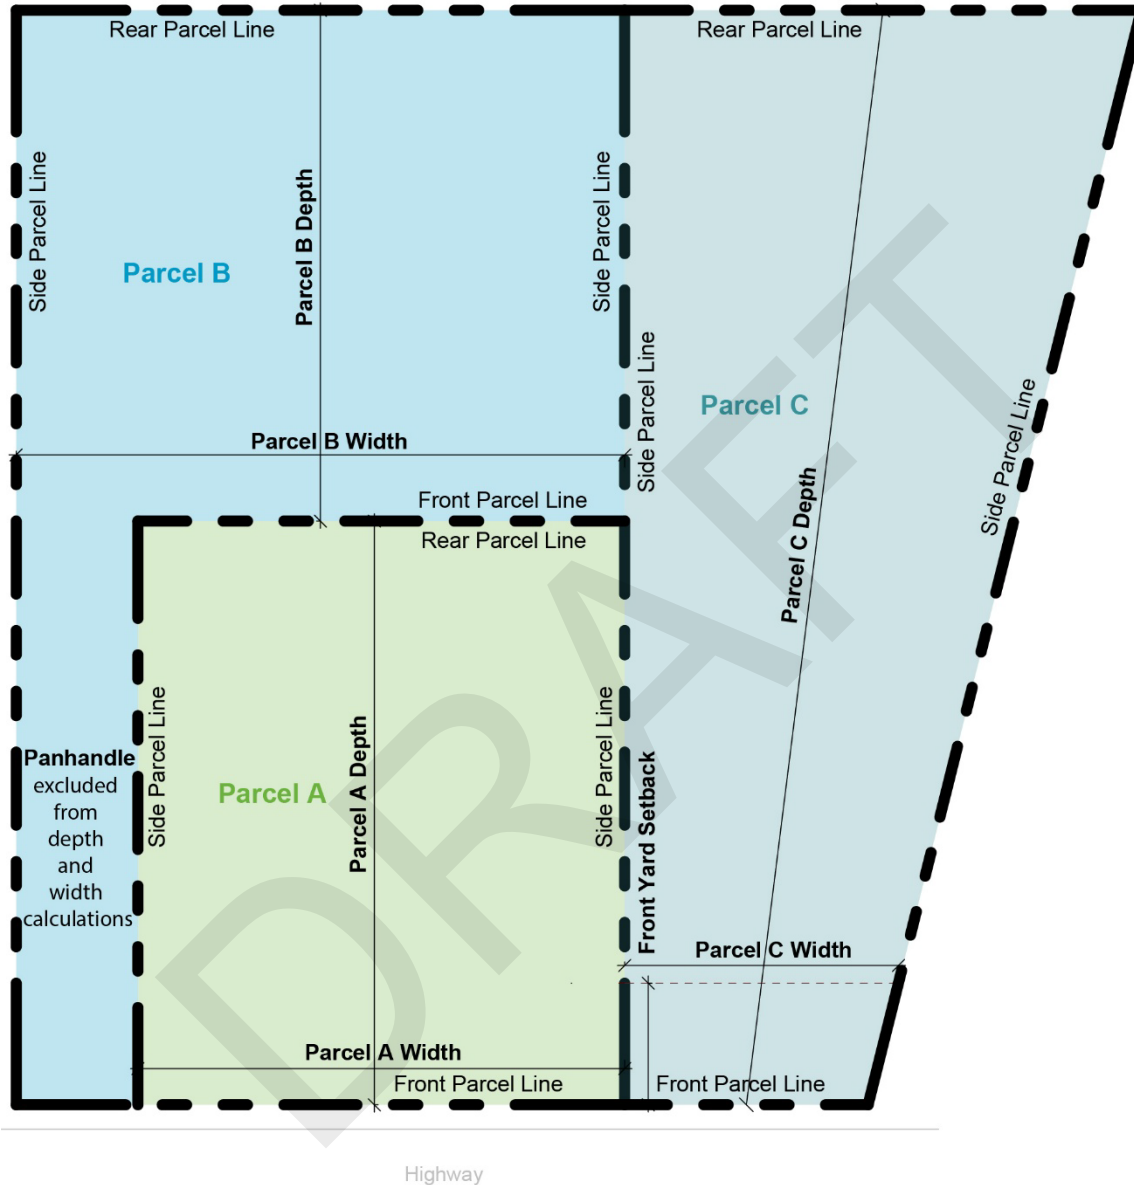 Rear Parcel Line
Rear Parcel Line
Side Parcel Line
Parcel B Depth
Side Parcel Line
Parcel B
Side Parcel Line
Parcel C
Side Parcel Line
Parcel B Width
Parcel C Depth
Front Parcel Line
Rear Parcel Line
DRAFT
Side Parcel Line
Parcel A Depth
Side Parcel Line
Front Yard Setback
Panhandle
excluded
from
depth
and
width
calculations
Parcel A
Parcel C Width
Parcel A Width
Front Parcel Line
Front Parcel Line
Highway